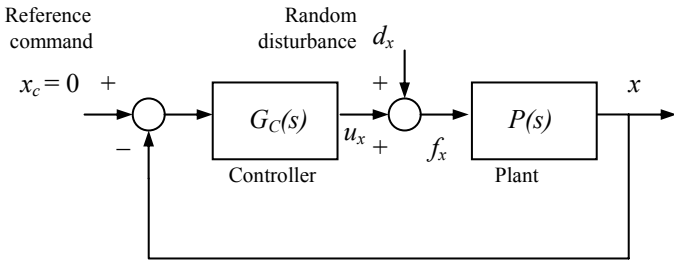 Reference
command
Random
disturbance
d_x
x_c = 0
+
+
x
G_C(s)
P(s)
−
u_x
+
f_x
Controller
Plant